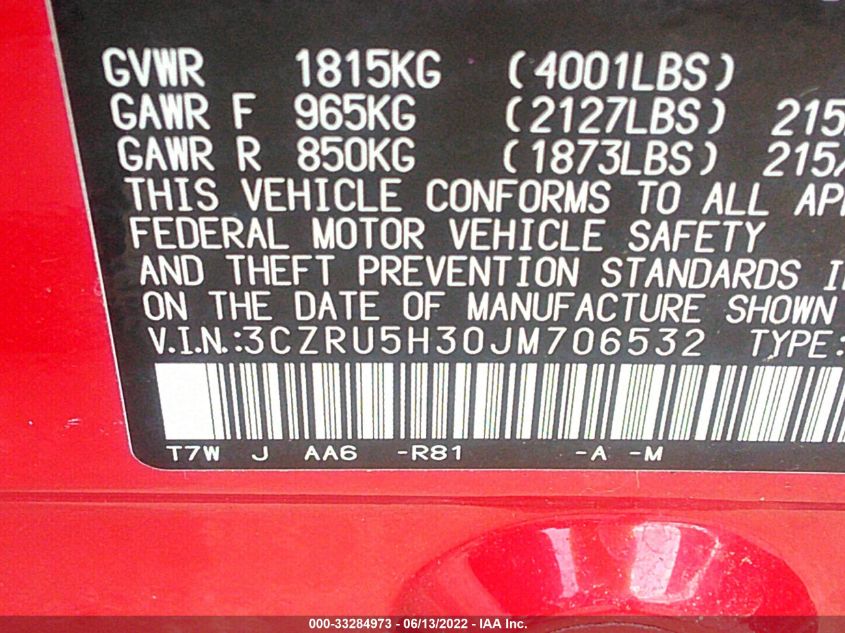 GVWR 1815KG (4001LBS)
GAWR F 965KG (2127LBS) 215
GAWR R 850KG (1873LBS) 215/
THIS VEHICLE CONFORMS TO ALL
FEDERAL MOTOR VEHICLE SAFETY
AND THEFT PREVENTION STANDARDS
ON THE DATE OF MANUFACTURE SHOWN
V.I.N.:3CZRU5H30JM706532 TYPE:
T7W J AA6 -R81 -A -M
000-33284973 - 06/13/2022 - IAA Inc.